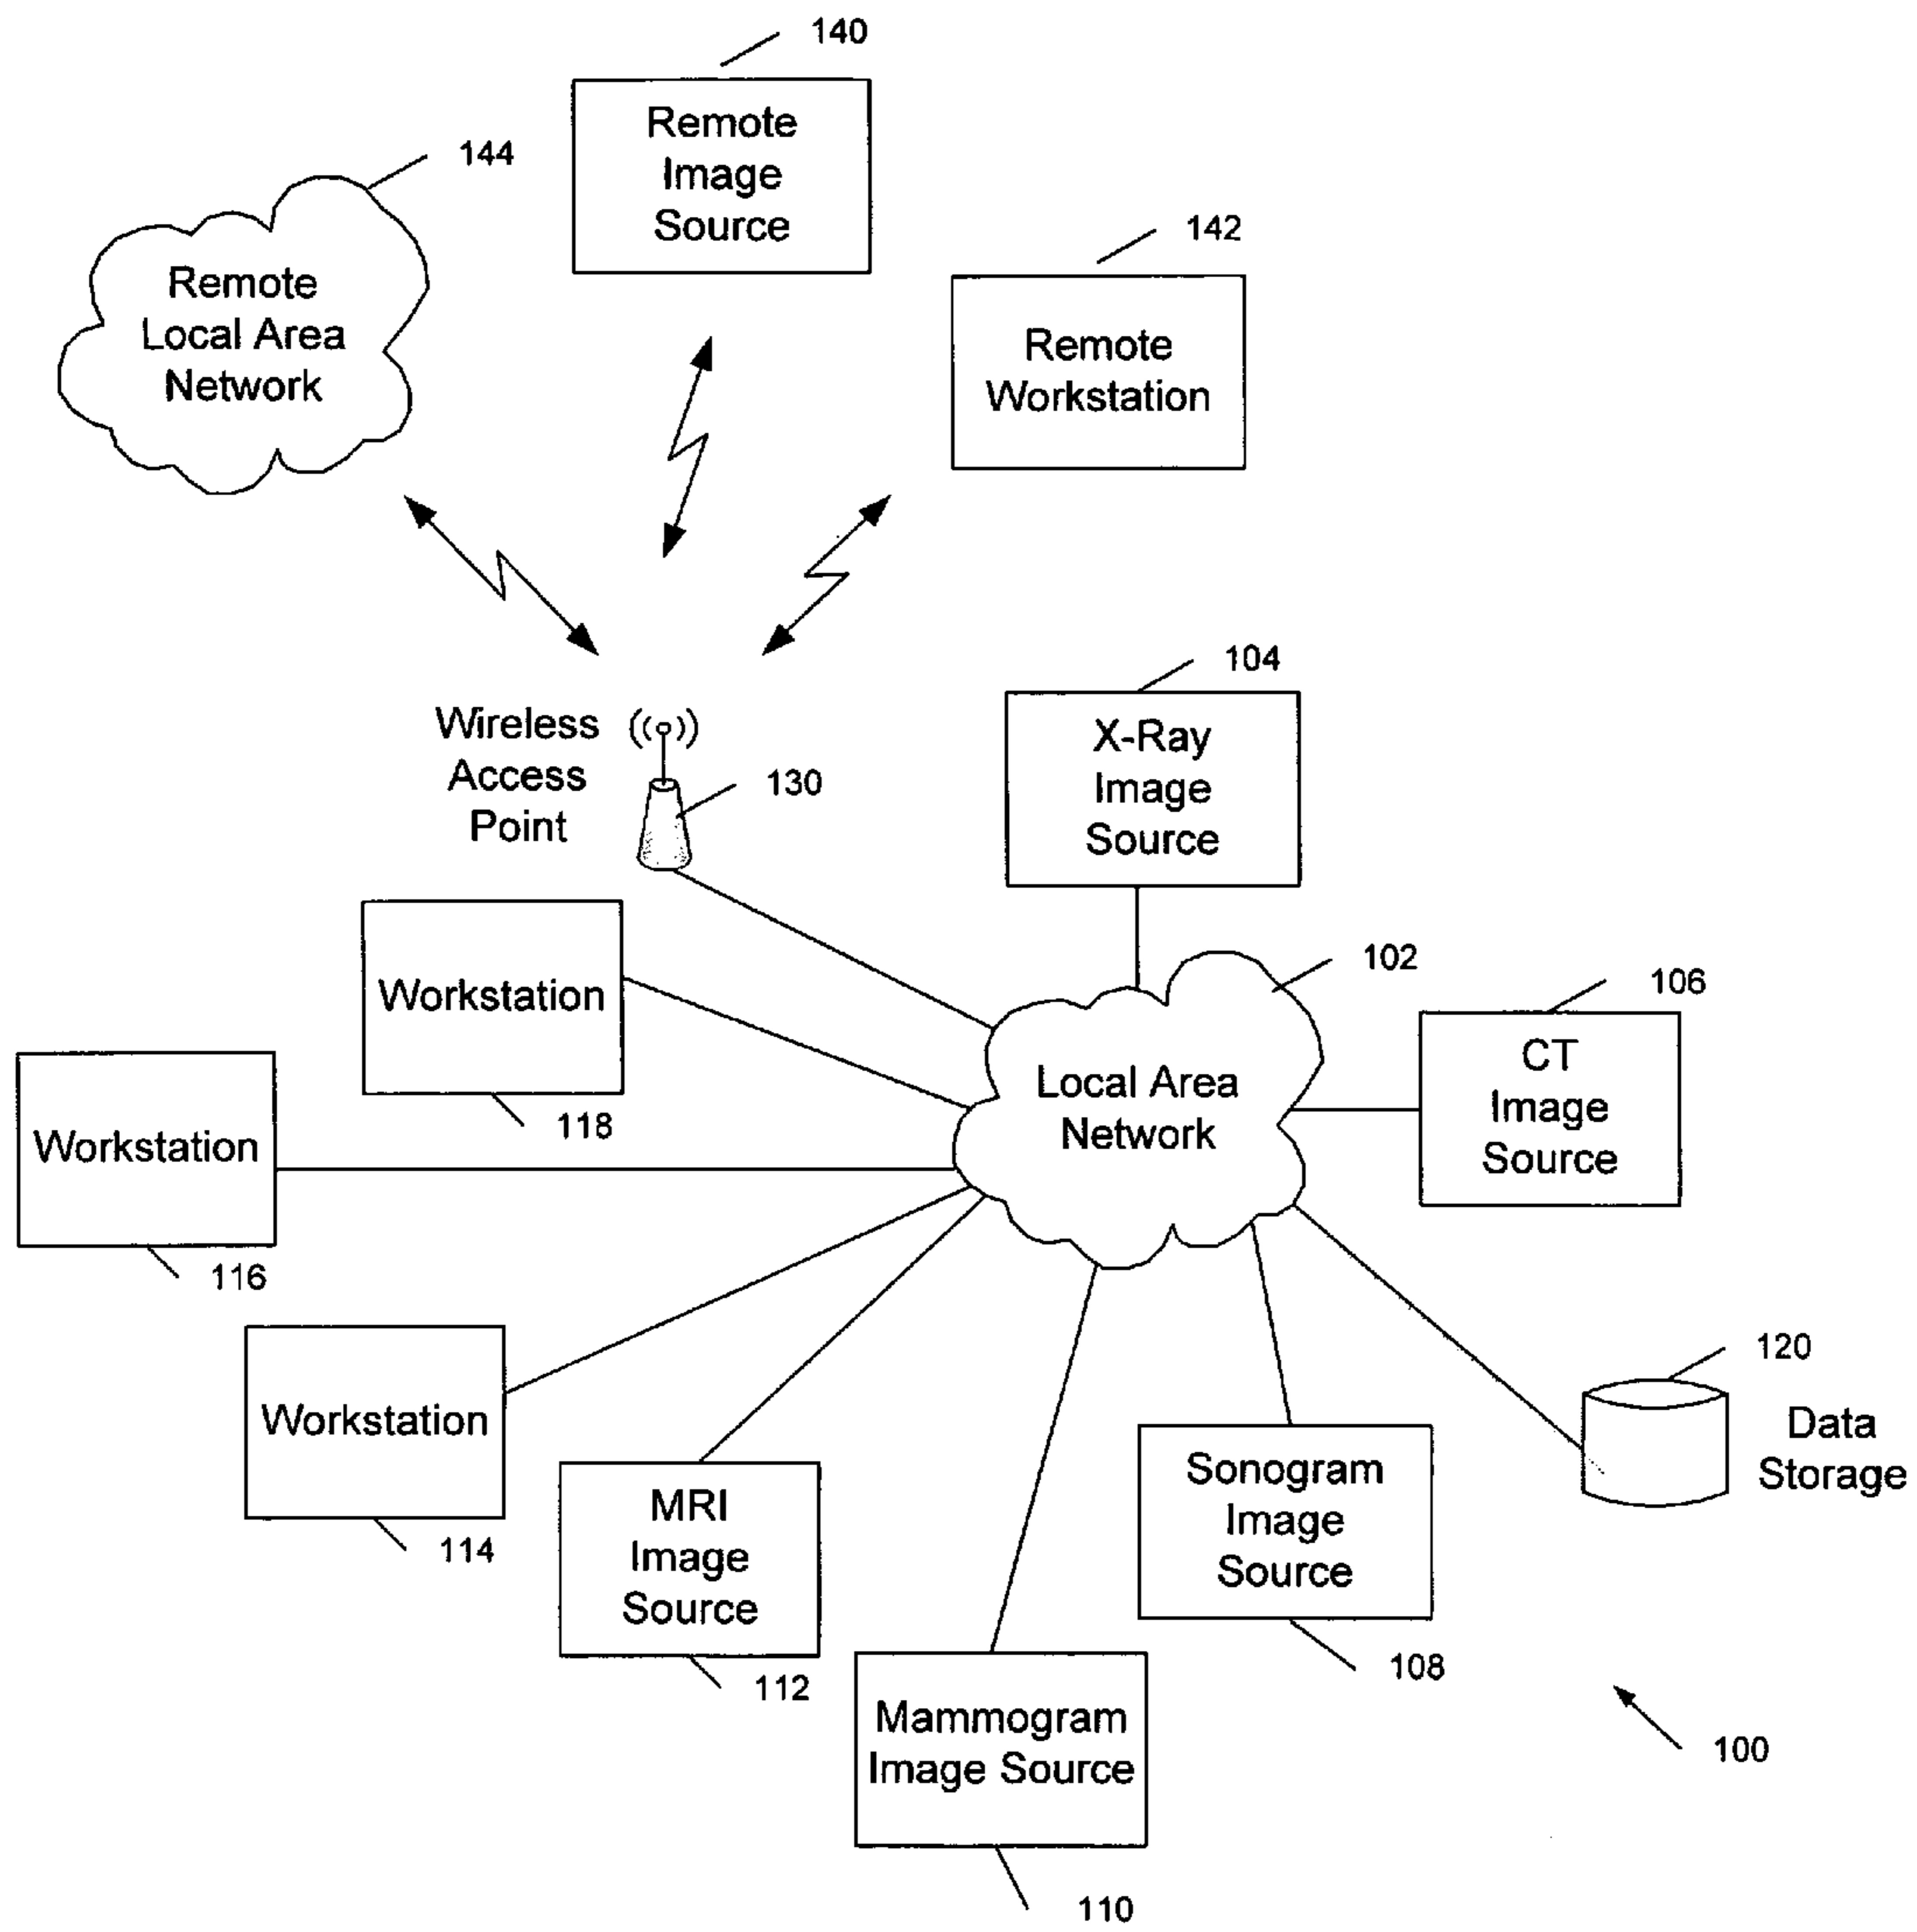 140
Remote
Image
Source
144
Remote
Local Area
Network
142
Remote
Workstation
104
X-Ray
Image
Source
Wireless
Access
Point
130
118
Workstation
102
Local Area
Network
106
CT
Image
Source
Workstation
116
Workstation
114
MRI
Image
Source
112
Mammogram
Image Source
110
Sonogram
Image
Source
108
120
Data
Storage
100